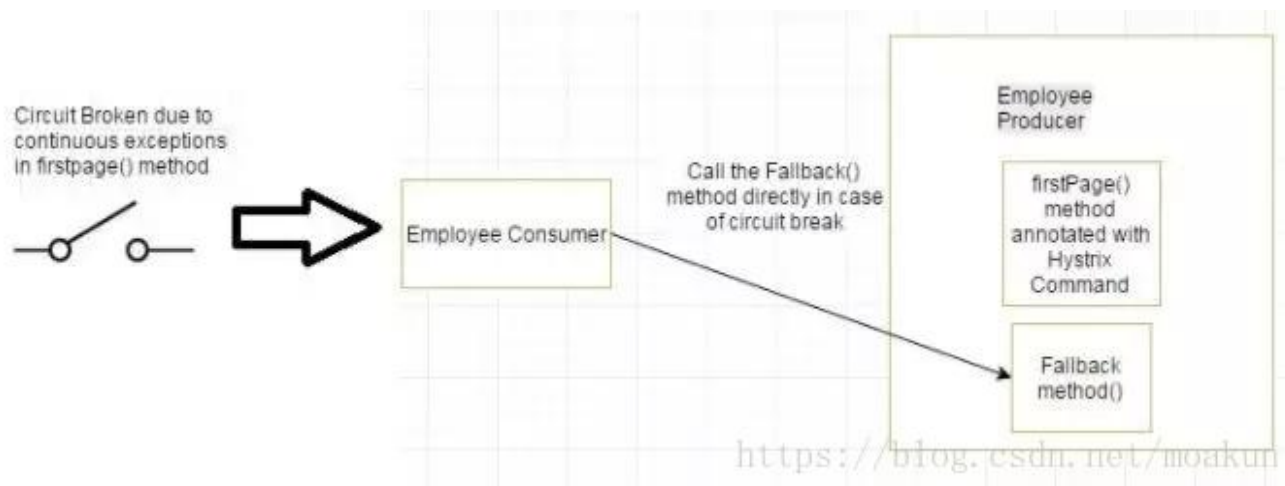 Circuit Broken due to
continuous exceptions
in firstpage() method
Employee Consumer
Call the Fallback()
method directly in case
of circuit break
Employee
Producer
firstPage()
method
annotated with
Hystrix
Command
Fallback
method()
https://blog.csdn.net/moakun